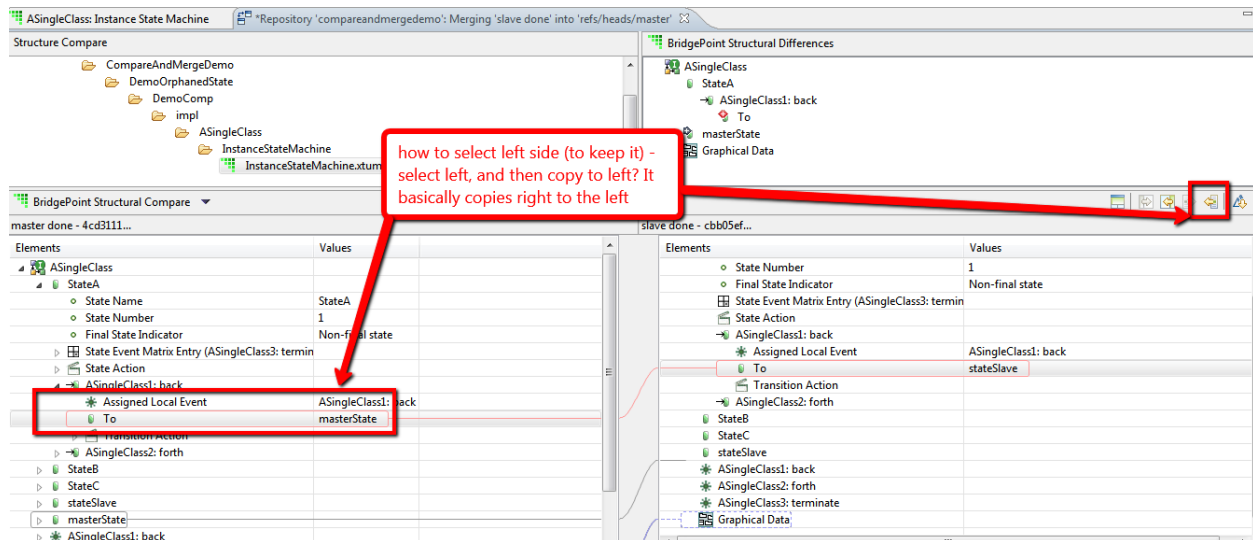 ASingleClass: Instance State Machine
*Repository 'compareandmergedemo': Merging 'slave done' into 'refs/heads/master'
Structure Compare
CompareAndMergeDemo
DemoOrphanedState
DemoComp
impl
ASingleClass
InstanceStateMachine
InstanceStateMachine.xtum
BridgePoint Structural Differences
ASingleClass
StateA
ASingleClass1: back
To
masterState
Graphical Data
how to select left side (to keep it) -
select left, and then copy to left? It
basically copies right to the left
BridgePoint Structural Compare
master done - 4cd3111...
slave done - cbb05ef...
Elements Values
ASingleClass
StateA
State Name StateA
State Number 1
Final State Indicator Non-final state
State Event Matrix Entry (ASingleClass3: termin
State Action
ASingleClass1: back
Assigned Local Event ASingleClass1: back
To masterState
Transition Action
ASingleClass2: forth
StateB
StateC
stateSlave
masterState
ASingleClass1: back
Elements Values
State Number 1
Final State Indicator Non-final state
State Event Matrix Entry (ASingleClass3: termin
State Action
ASingleClass1: back
Assigned Local Event ASingleClass1: back
To stateSlave
Transition Action
ASingleClass2: forth
StateB
StateC
stateSlave
ASingleClass1: back
ASingleClass2: forth
ASingleClass3: terminate
Graphical Data